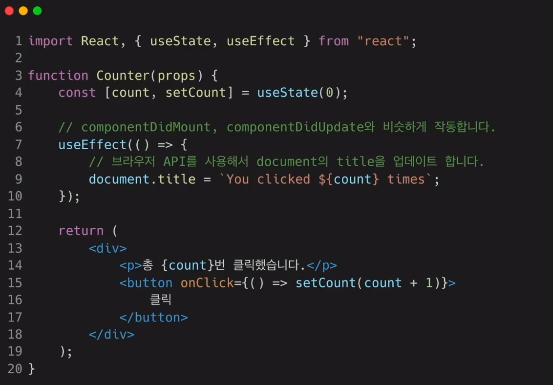 1 import React, { useState, useEffect } from "react";
2
3 function Counter(props) {
4     const [count, setCount] = useState(0);
5
6     // componentDidMount, componentDidUpdate와 비슷하게 작동합니다.
7     useEffect(() => {
8         // 브라우저 API를 사용해서 document의 title을 업데이트 합니다.
9         document.title = `You clicked ${count} times`;
10     });
11
12     return (
13         <div>
14             <p>총 {count}번 클릭했습니다.</p>
15             <button onClick={() => setCount(count + 1)}>
16                 클릭
17             </button>
18         </div>
19     );
20 }